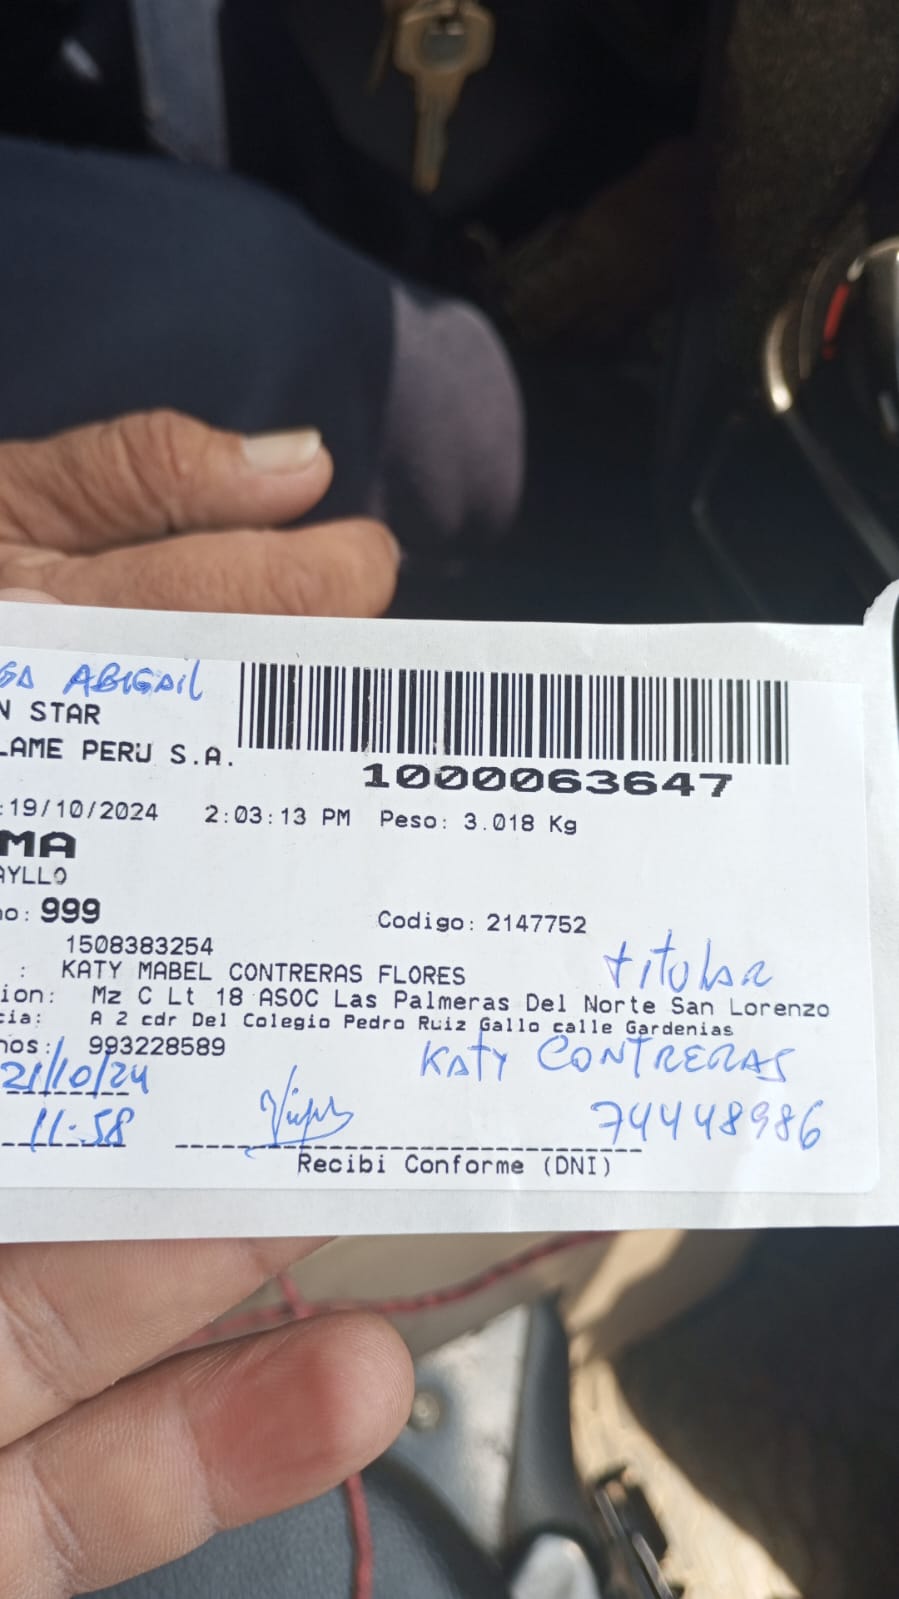 GA ABIGAIL
N STAR
LAME PERU S.A.
1000063647
:19/10/2024 2:03:13 PM Peso: 3.018 Kg
MA
AYLLO
no: 999 Codigo: 2147752
1508383254
titular
: KATY MABEL CONTRERAS FLORES
ion: Mz C Lt 18 ASOC Las Palmeras Del Norte San Lorenzo
cia: A 2 cdr Del Colegio Pedro Ruiz Gallo calle Gardenias
nos: 993228589
KATY CONTRERAS
21/10/24
11:58
74448986
Recibi Conforme (DNI)